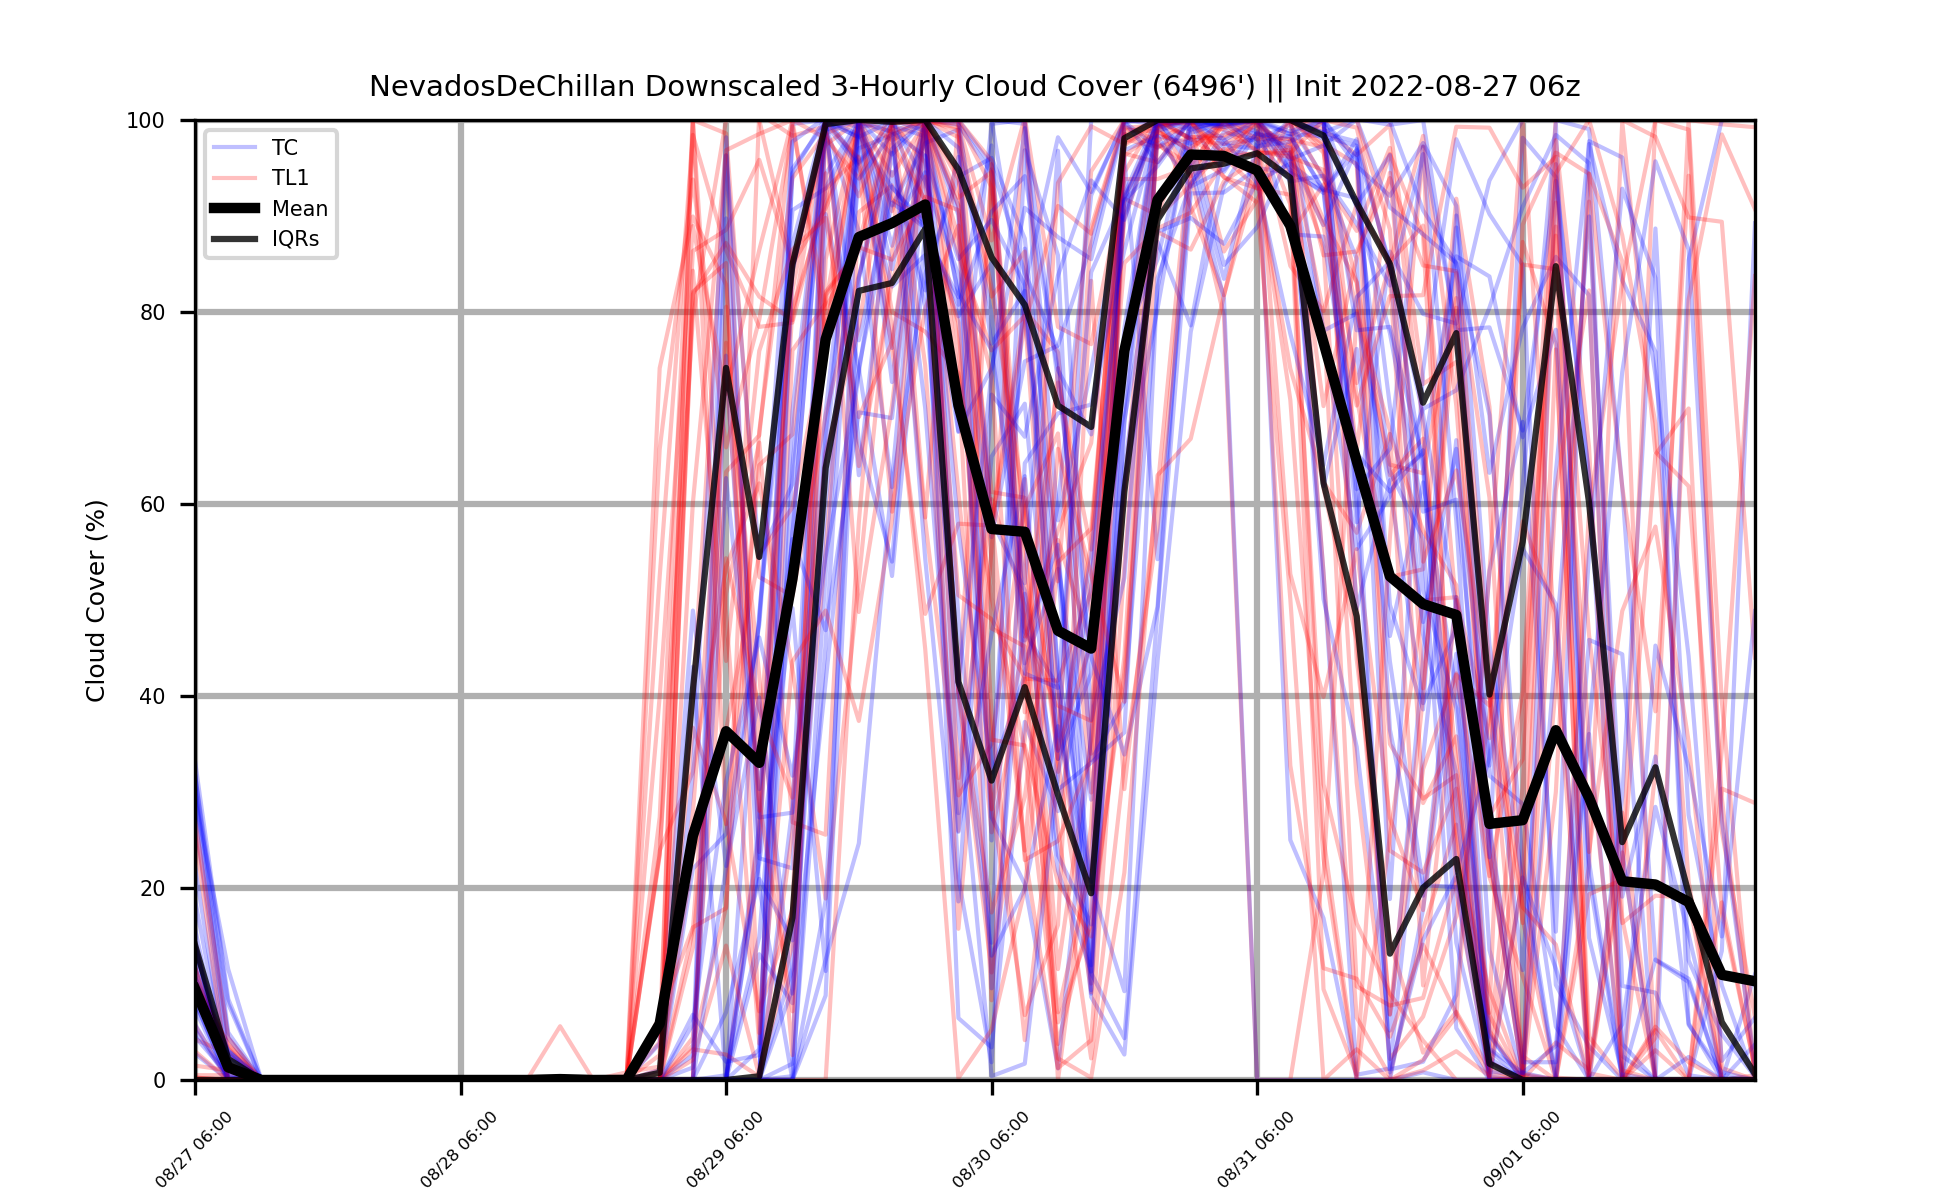 NevadosDeChillan Downscaled 3-Hourly Cloud Cover (6496') || Init 2022-08-27 06z
TC
TL1
Mean
IQRs
Cloud Cover (%)
100
80
60
40
20
0
08/27 06:00
08/28 06:00
08/29 06:00
08/30 06:00
08/31 06:00
09/01 06:00